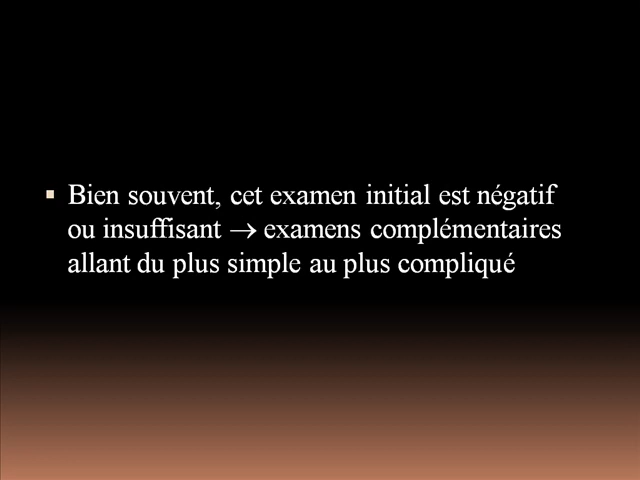 ▪ Bien souvent, cet examen initial est négatif
ou insuffisant → examens complémentaires
allant du plus simple au plus compliqué